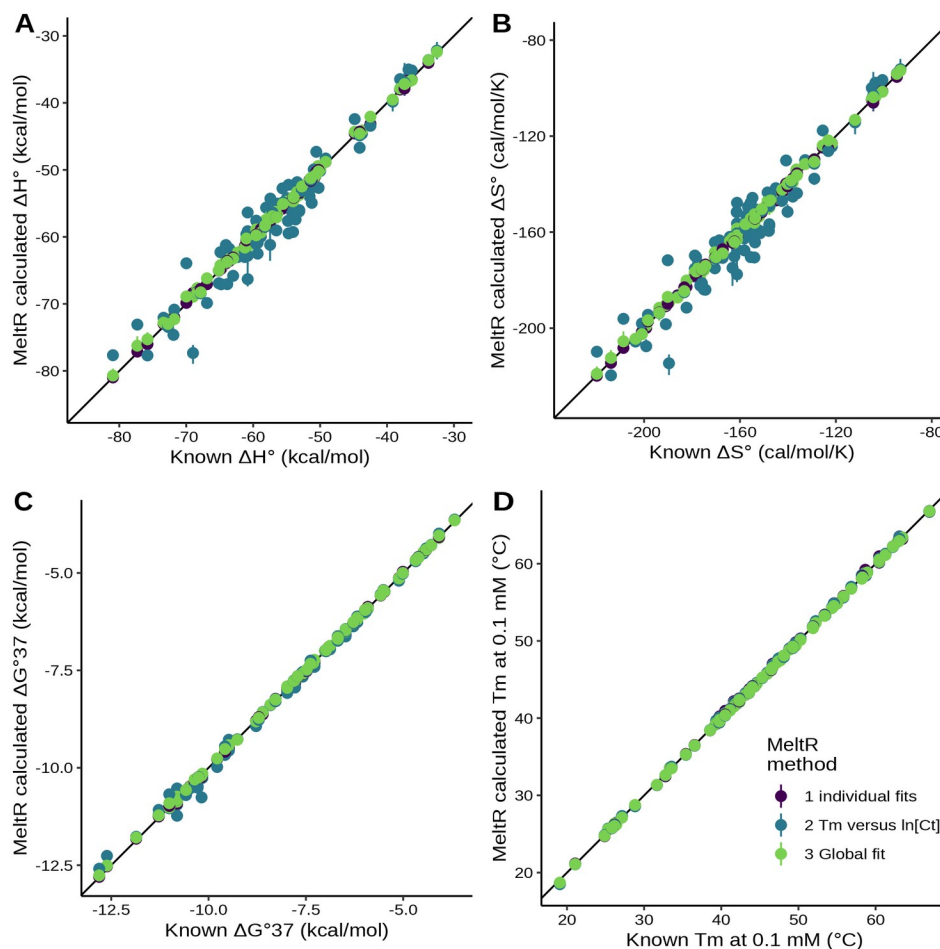 A
B
-30
-40
-50
-60
-70
-80
MeltR calculated ΔH° (kcal/mol)
-80 -70 -60 -50 -40 -30
Known ΔH° (kcal/mol)
-80
-120
-160
-200
MeltR calculated ΔS° (cal/mol/K)
-200 -160 -120 -80
Known ΔS° (cal/mol/K)
C
D
-5.0
-7.5
-10.0
-12.5
MeltR calculated ΔG°37 (kcal/mol)
-12.5 -10.0 -7.5 -5.0
Known ΔG°37 (kcal/mol)
60
50
40
30
20
MeltR calculated Tm at 0.1 mM (°C)
MeltR
method
1 individual fits
2 Tm versus ln[Ct]
3 Global fit
20 30 40 50 60
Known Tm at 0.1 mM (°C)